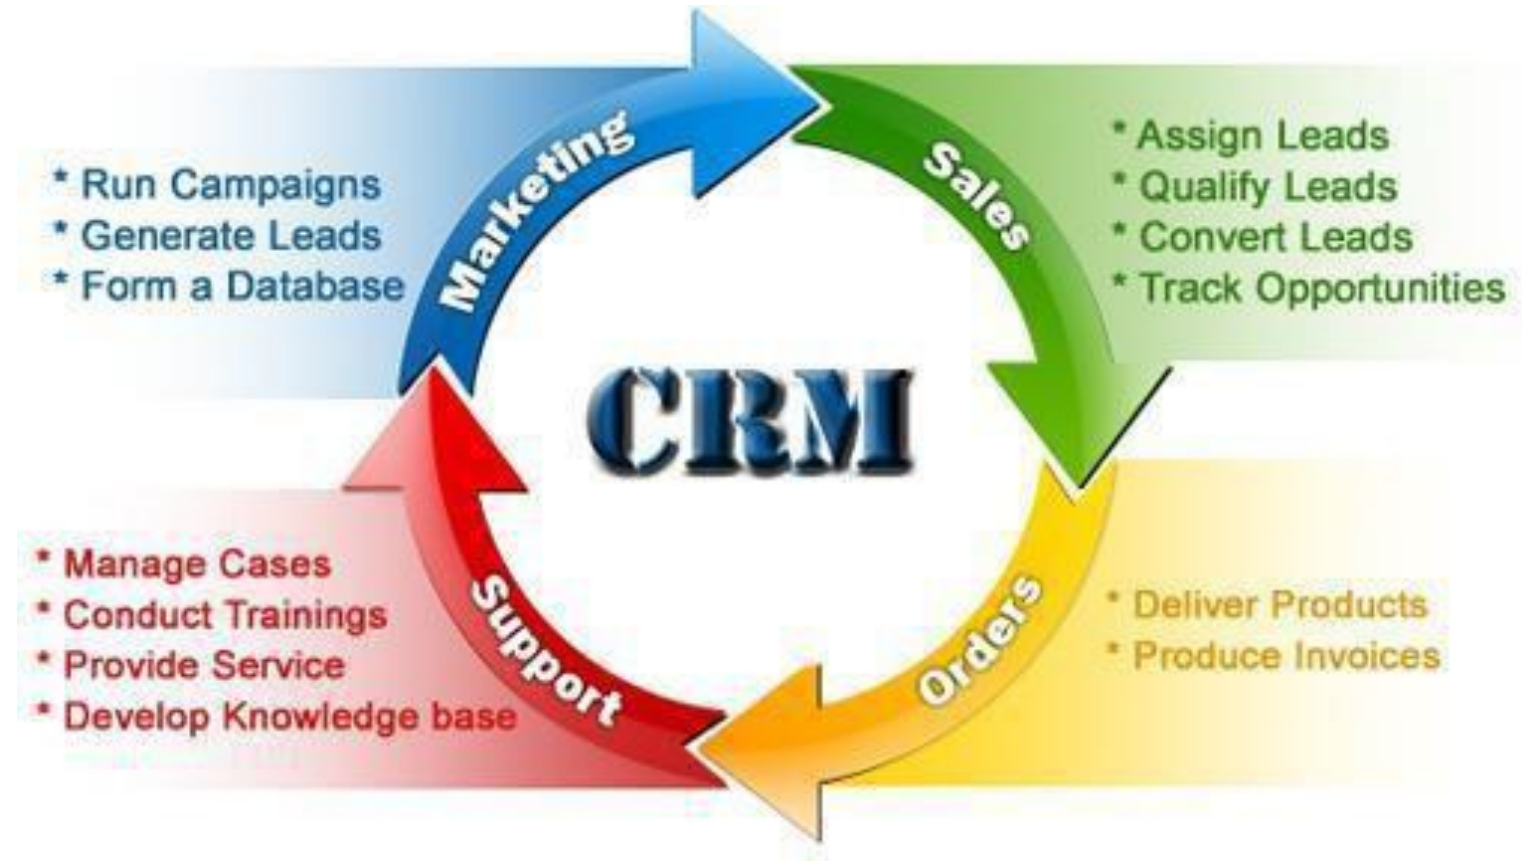 Marketing
* Run Campaigns
* Generate Leads
* Form a Database
Sales
* Assign Leads
* Qualify Leads
* Convert Leads
* Track Opportunities
CRM
Orders
* Deliver Products
* Produce Invoices
Support
* Manage Cases
* Conduct Trainings
* Provide Service
* Develop Knowledge base